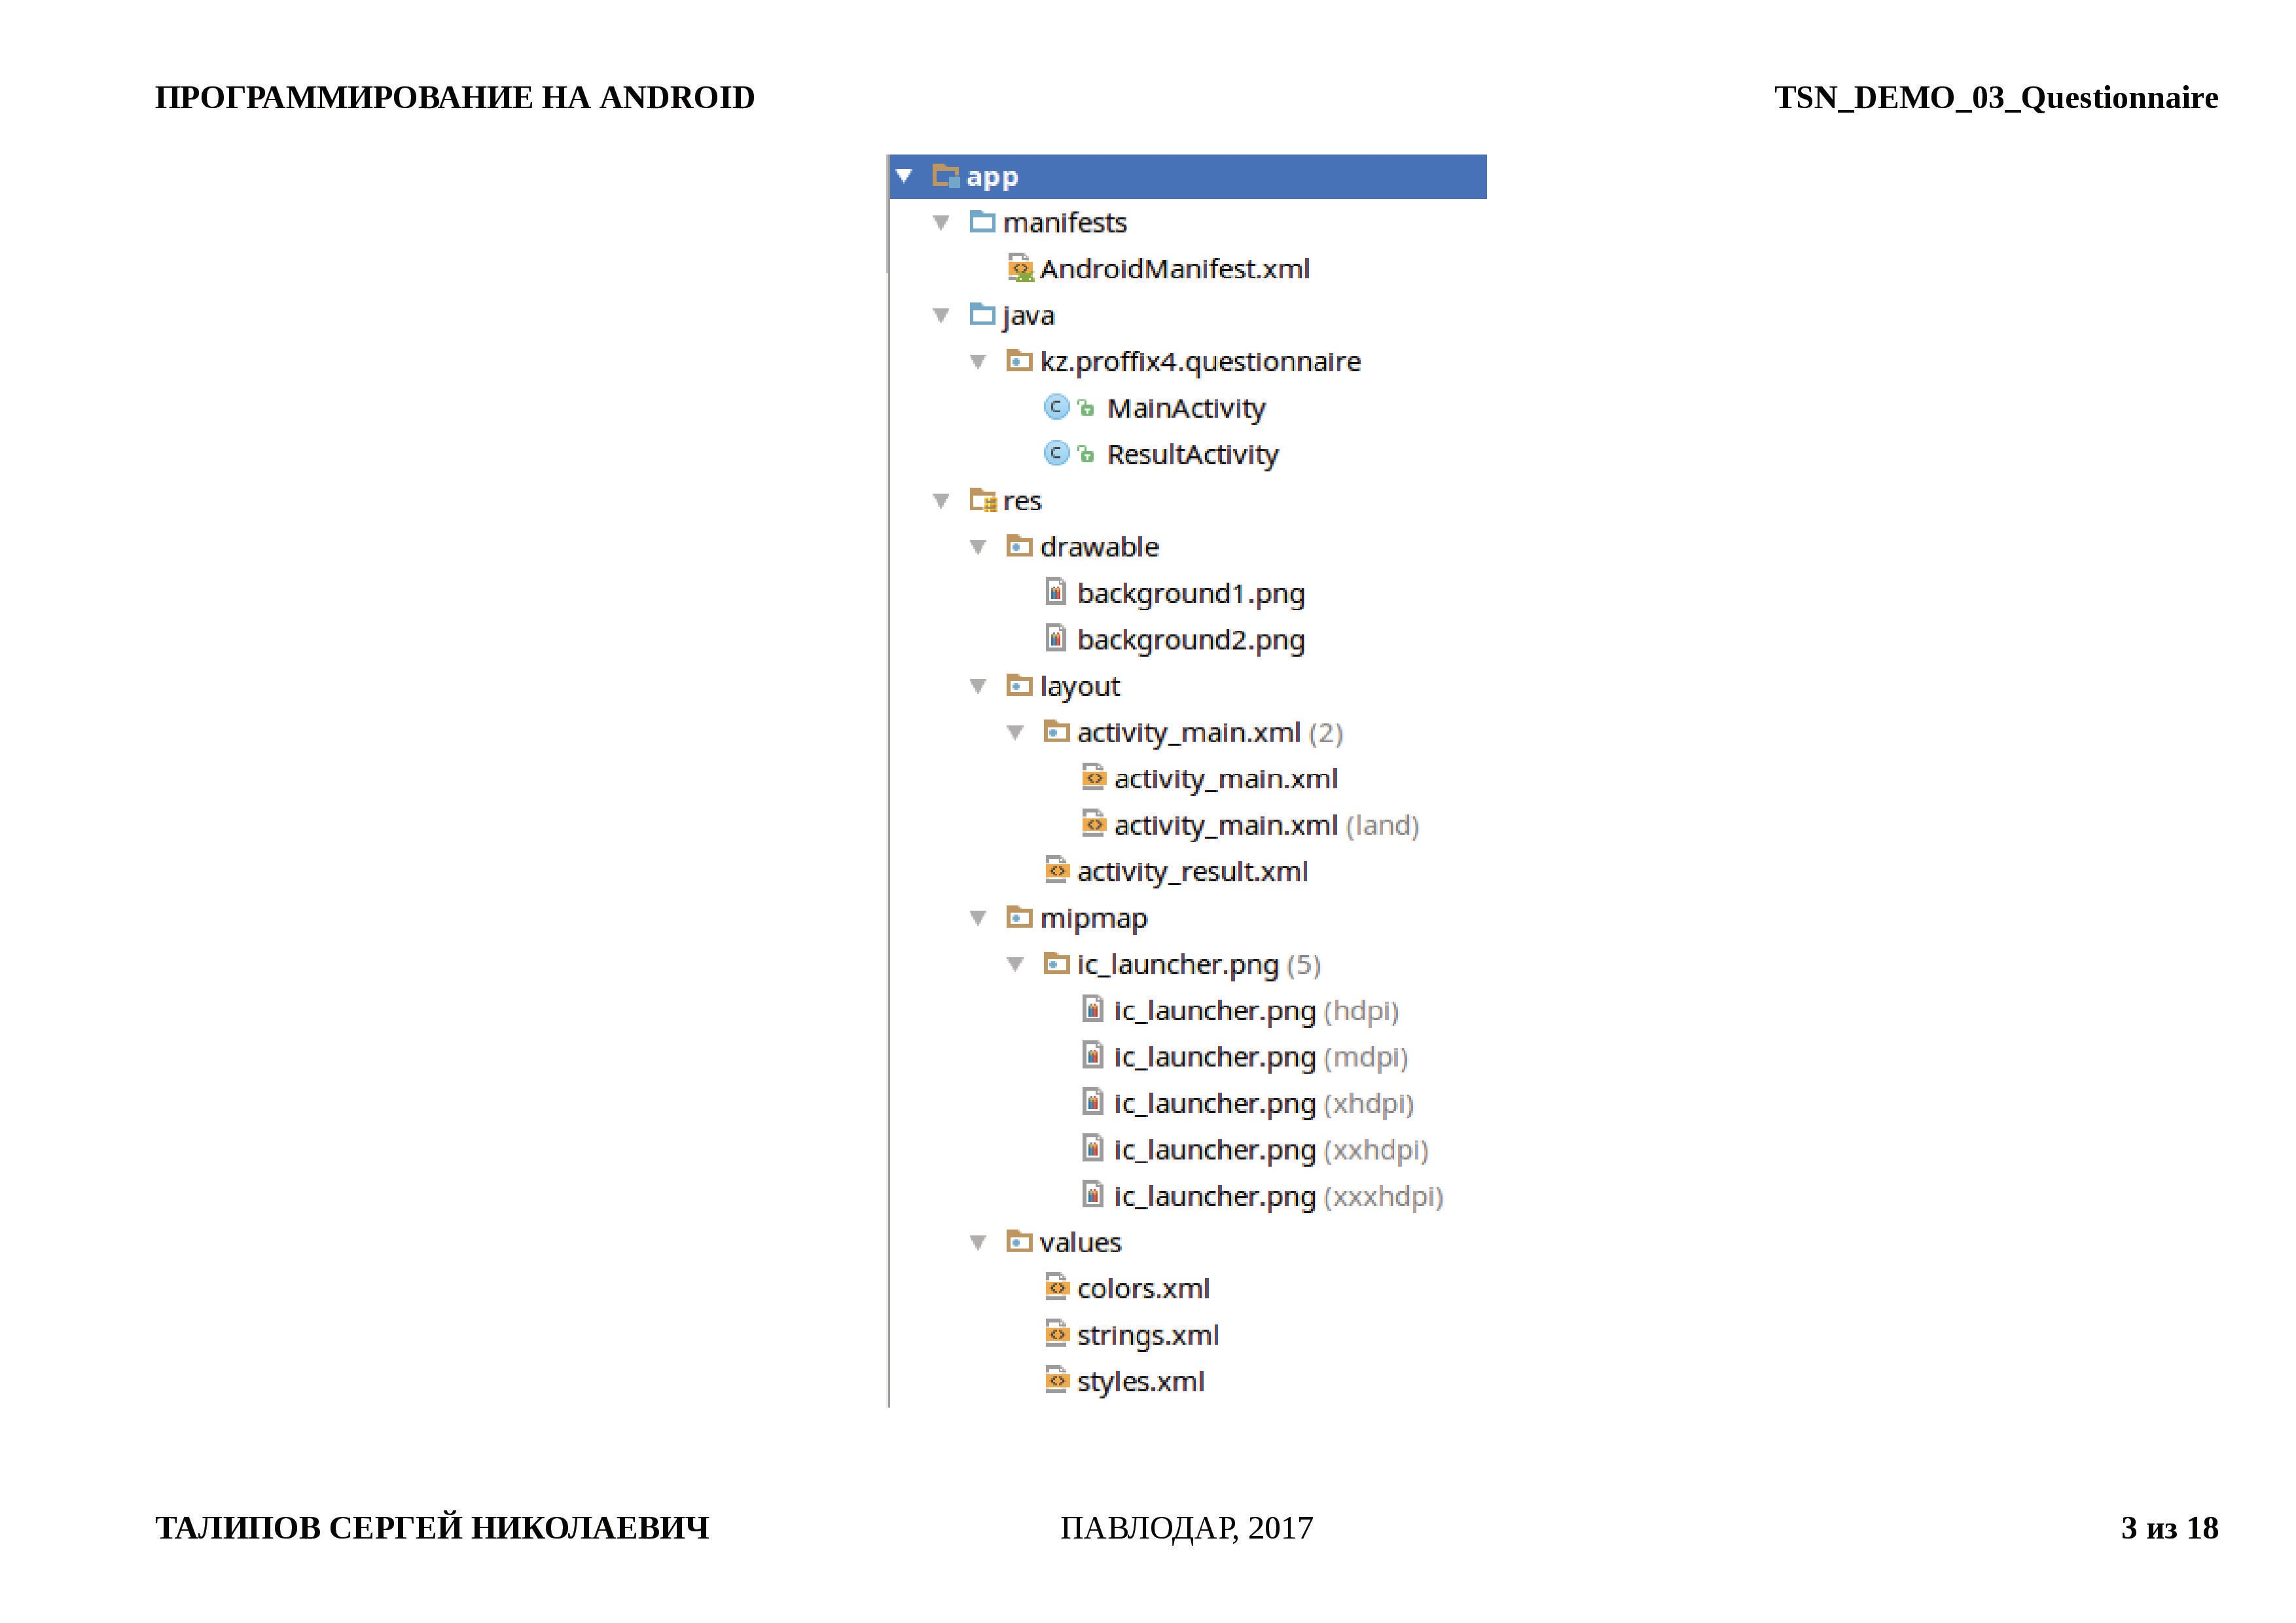 ПРОГРАММИРОВАНИЕ НА ANDROID TSN_DEMO_03_Questionnaire
app
manifests
AndroidManifest.xml
java
kz.proffix4.questionnaire
C MainActivity
C ResultActivity
res
drawable
background1.png
background2.png
layout
activity_main.xml (2)
activity_main.xml
activity_main.xml (land)
activity_result.xml
mipmap
ic_launcher.png (5)
ic_launcher.png (hdpi)
ic_launcher.png (mdpi)
ic_launcher.png (xhdpi)
ic_launcher.png (xxhdpi)
ic_launcher.png (xxxhdpi)
values
colors.xml
strings.xml
styles.xml
ТАЛИПОВ СЕРГЕЙ НИКОЛАЕВИЧ ПАВЛОДАР, 2017 3 из 18